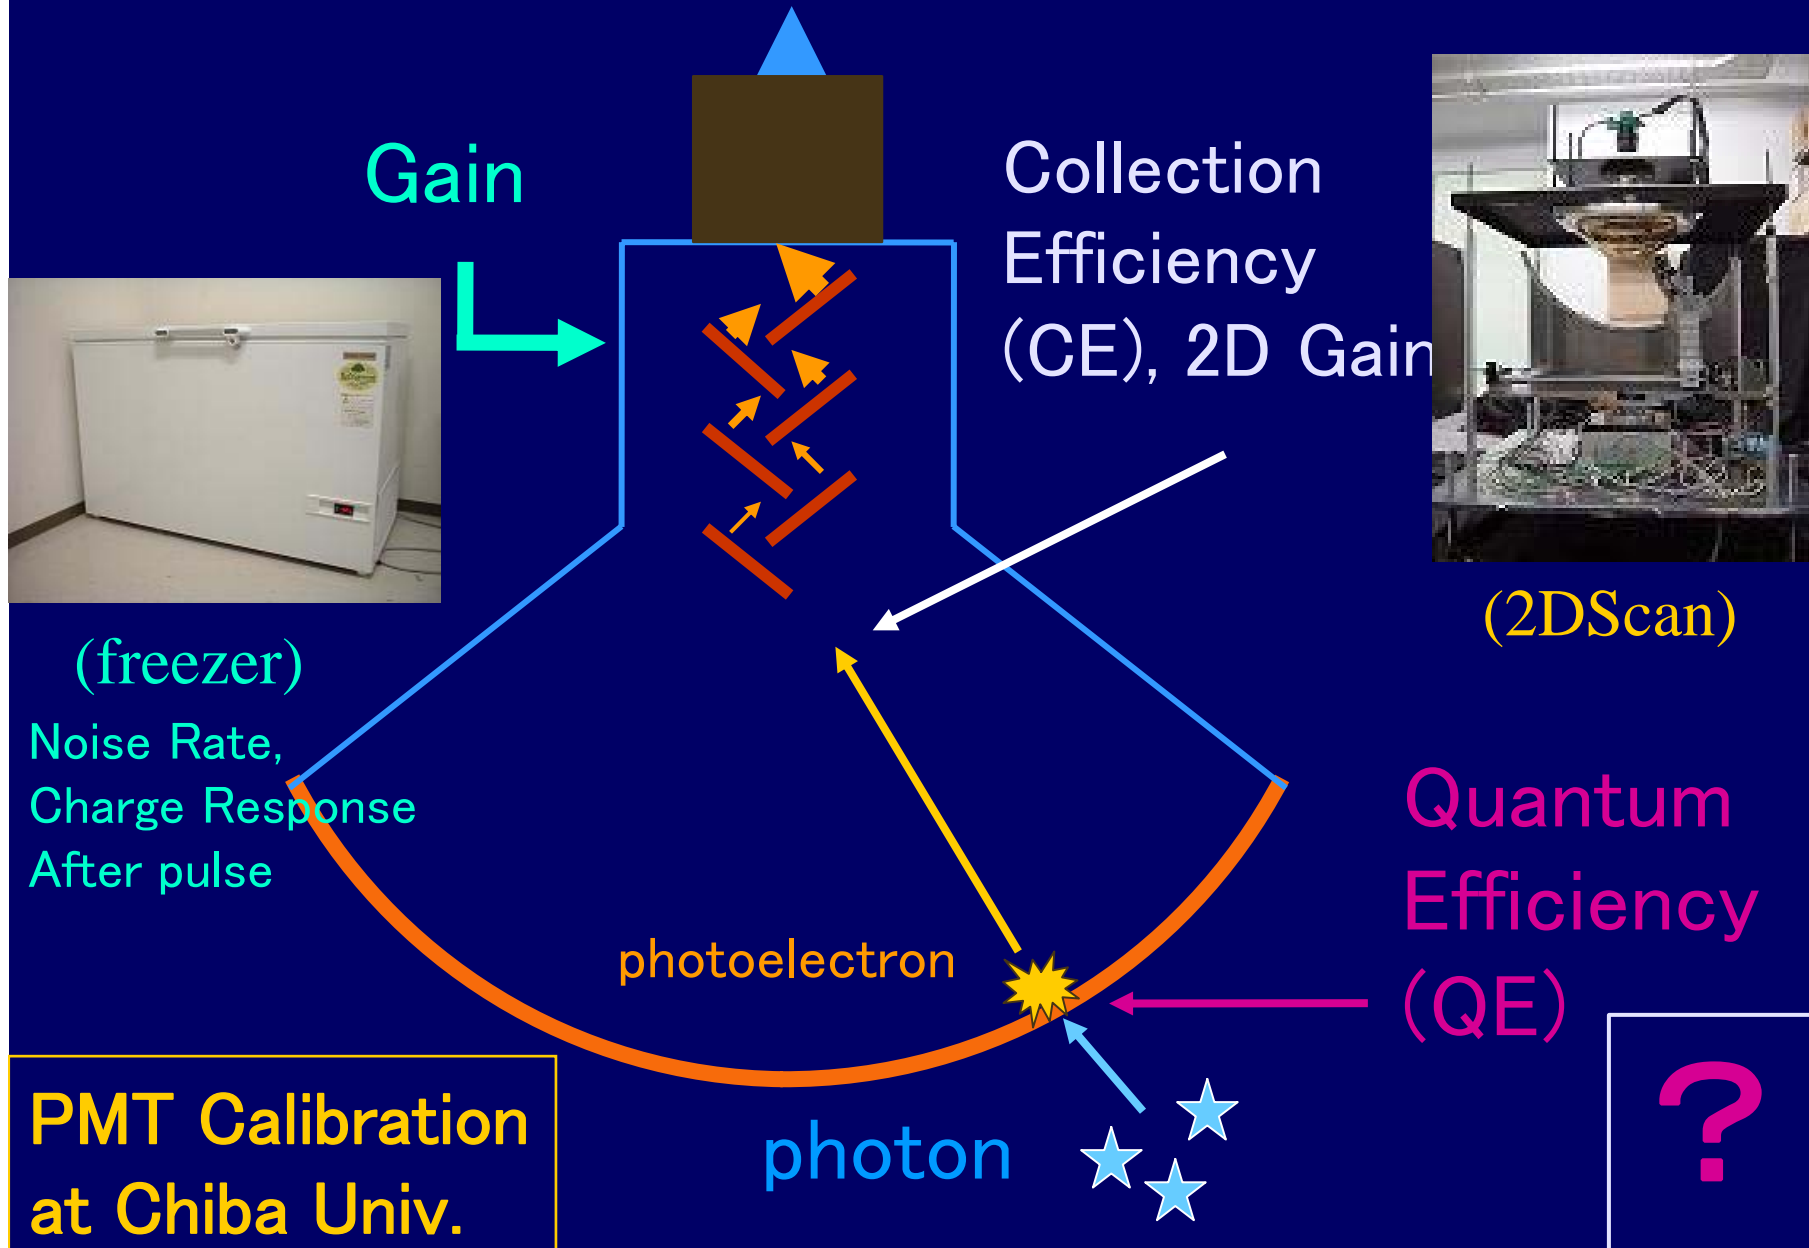 Gain
Collection
Efficiency
(CE), 2D Gain
(freezer)
Noise Rate,
Charge Response
After pulse
(2DScan)
Quantum
Efficiency
(QE)
photoelectron
photon
?
PMT Calibration
at Chiba Univ.